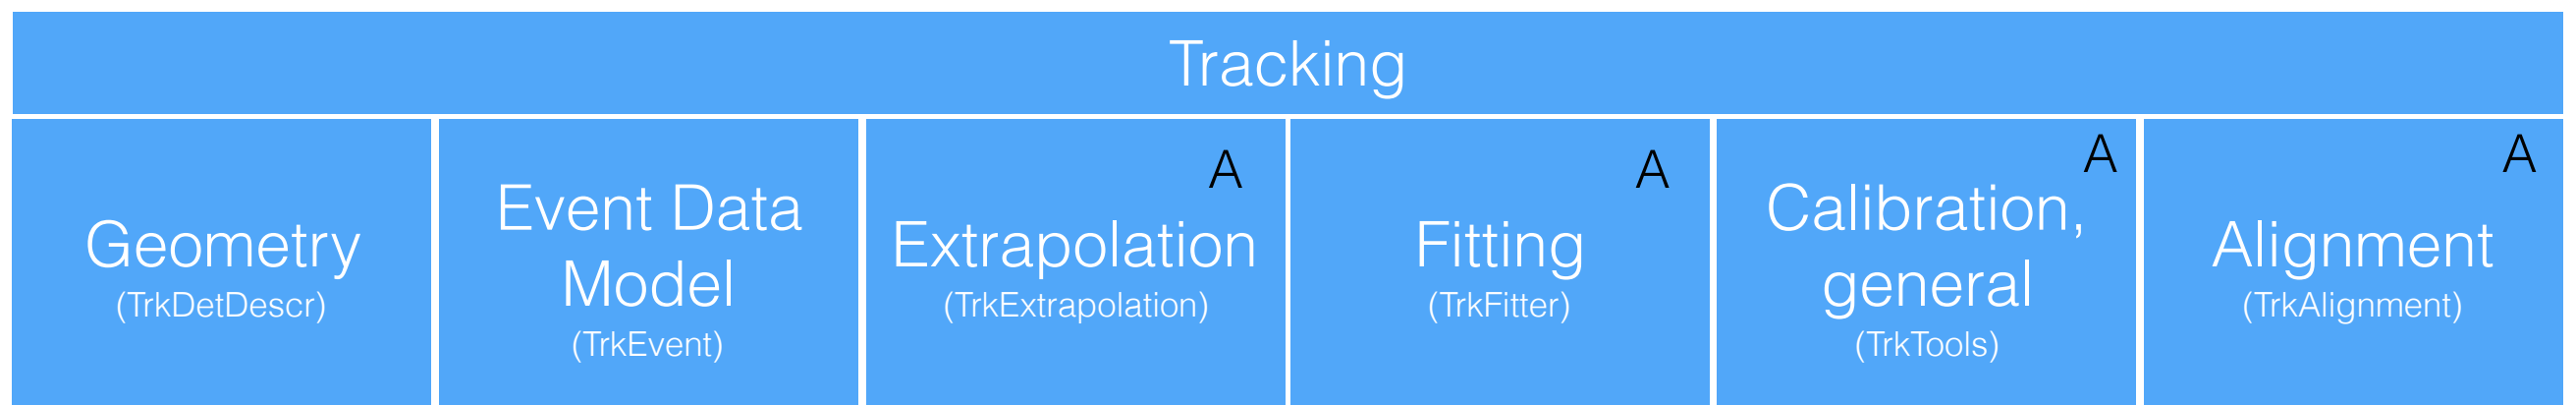 Tracking
Geometry
(TrkDetDescr)
Event Data
Model
(TrkEvent)
A
Extrapolation
(TrkExtrapolation)
A
Fitting
(TrkFitter)
A
Calibration,
general
(TrkTools)
A
Alignment
(TrkAlignment)